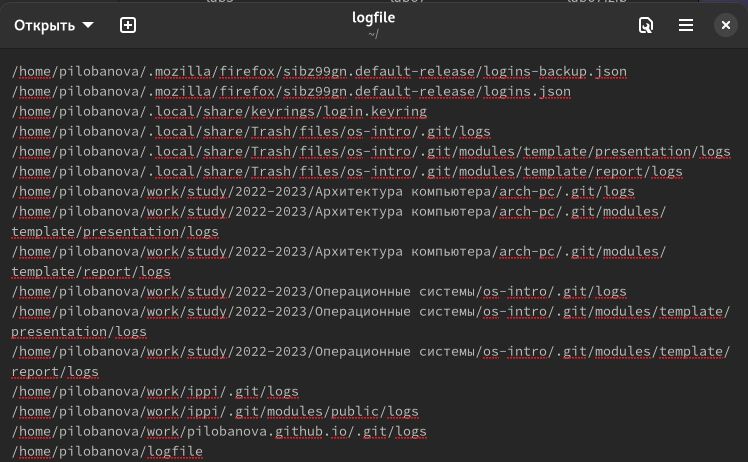 Открыть
logfile
~/
/home/pilobanova/.mozilla/firefox/sibz99gn.default-release/logins-backup.json
/home/pilobanova/.mozilla/firefox/sibz99gn.default-release/logins.json
/home/pilobanova/.local/share/keyrings/login.keyring
/home/pilobanova/.local/share/Trash/files/os-intro/.git/logs
/home/pilobanova/.local/share/Trash/files/os-intro/.git/modules/template/presentation/logs
/home/pilobanova/.local/share/Trash/files/os-intro/.git/modules/template/report/logs
/home/pilobanova/work/study/2022-2023/Архитектура компьютера/arch-pc/.git/logs
/home/pilobanova/work/study/2022-2023/Архитектура компьютера/arch-pc/.git/modules/
template/presentation/logs
/home/pilobanova/work/study/2022-2023/Архитектура компьютера/arch-pc/.git/modules/
template/report/logs
/home/pilobanova/work/study/2022-2023/Операционные системы/os-intro/.git/logs
/home/pilobanova/work/study/2022-2023/Операционные системы/os-intro/.git/modules/template/
presentation/logs
/home/pilobanova/work/study/2022-2023/Операционные системы/os-intro/.git/modules/template/
report/logs
/home/pilobanova/work/ippi/.git/logs
/home/pilobanova/work/ippi/.git/modules/public/logs
/home/pilobanova/work/pilobanova.github.io/.git/logs
/home/pilobanova/logfile